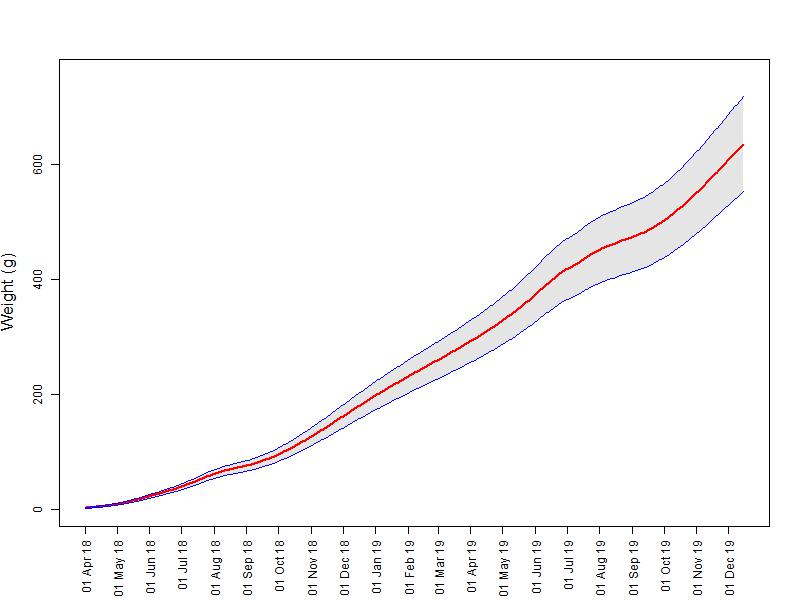 Weight (g)
600
400
200
0
01 Apr 18
01 May 18
01 Jun 18
01 Jul 18
01 Aug 18
01 Sep 18
01 Oct 18
01 Nov 18
01 Dec 18
01 Jan 19
01 Feb 19
01 Mar 19
01 Apr 19
01 May 19
01 Jun 19
01 Jul 19
01 Aug 19
01 Sep 19
01 Oct 19
01 Nov 19
01 Dec 19